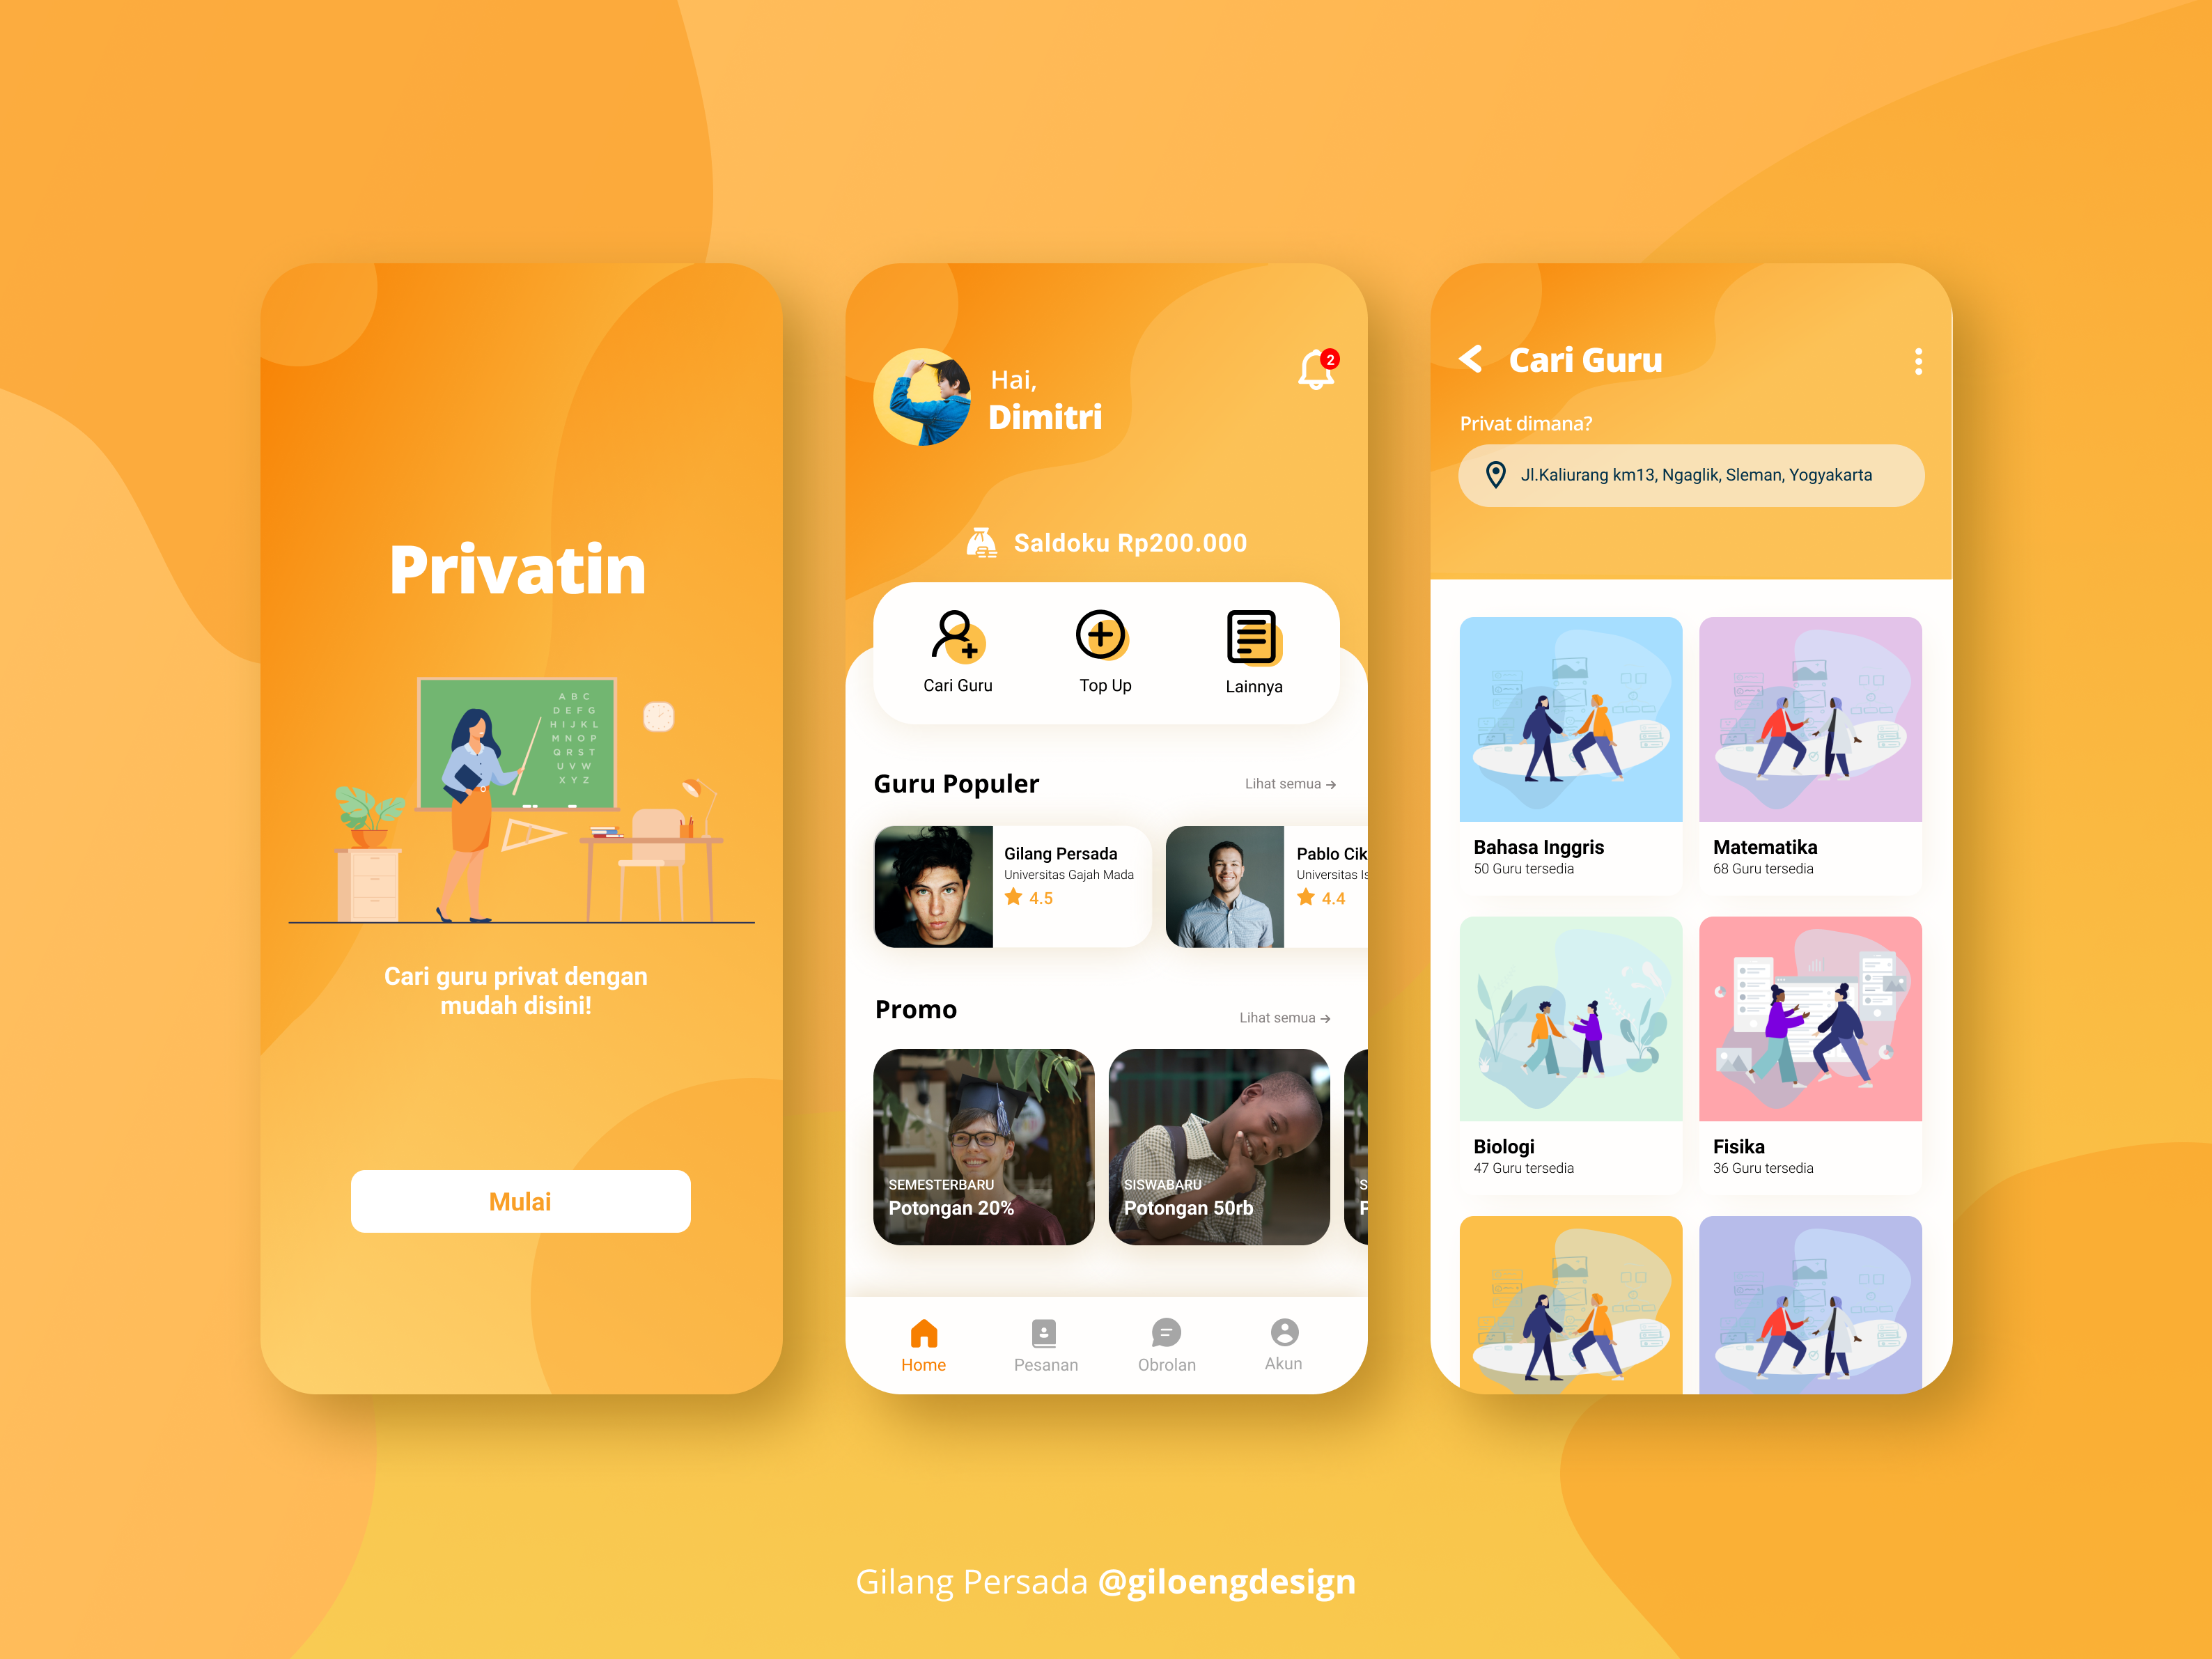 Privatin
A B C
D E F G
H I J K L
M N O P
Q R S T
U V W
X Y Z
Cari guru privat dengan
mudah disini!
Mulai
Hai,
Dimitri
2
Saldoku Rp200.000
Cari Guru
Top Up
Lainnya
Guru Populer
Lihat semua →
Gilang Persada
Universitas Gajah Mada
4.5
Pablo Cik
Universitas Is
4.4
Promo
Lihat semua →
SEMESTERBARU
Potongan 20%
SISWABARU
Potongan 50rb
S
P
Home
Pesanan
Obrolan
Akun
Cari Guru
Privat dimana?
Jl.Kaliurang km13, Ngaglik, Sleman, Yogyakarta
Bahasa Inggris
50 Guru tersedia
Matematika
68 Guru tersedia
Biologi
47 Guru tersedia
Fisika
36 Guru tersedia
Gilang Persada @giloengdesign